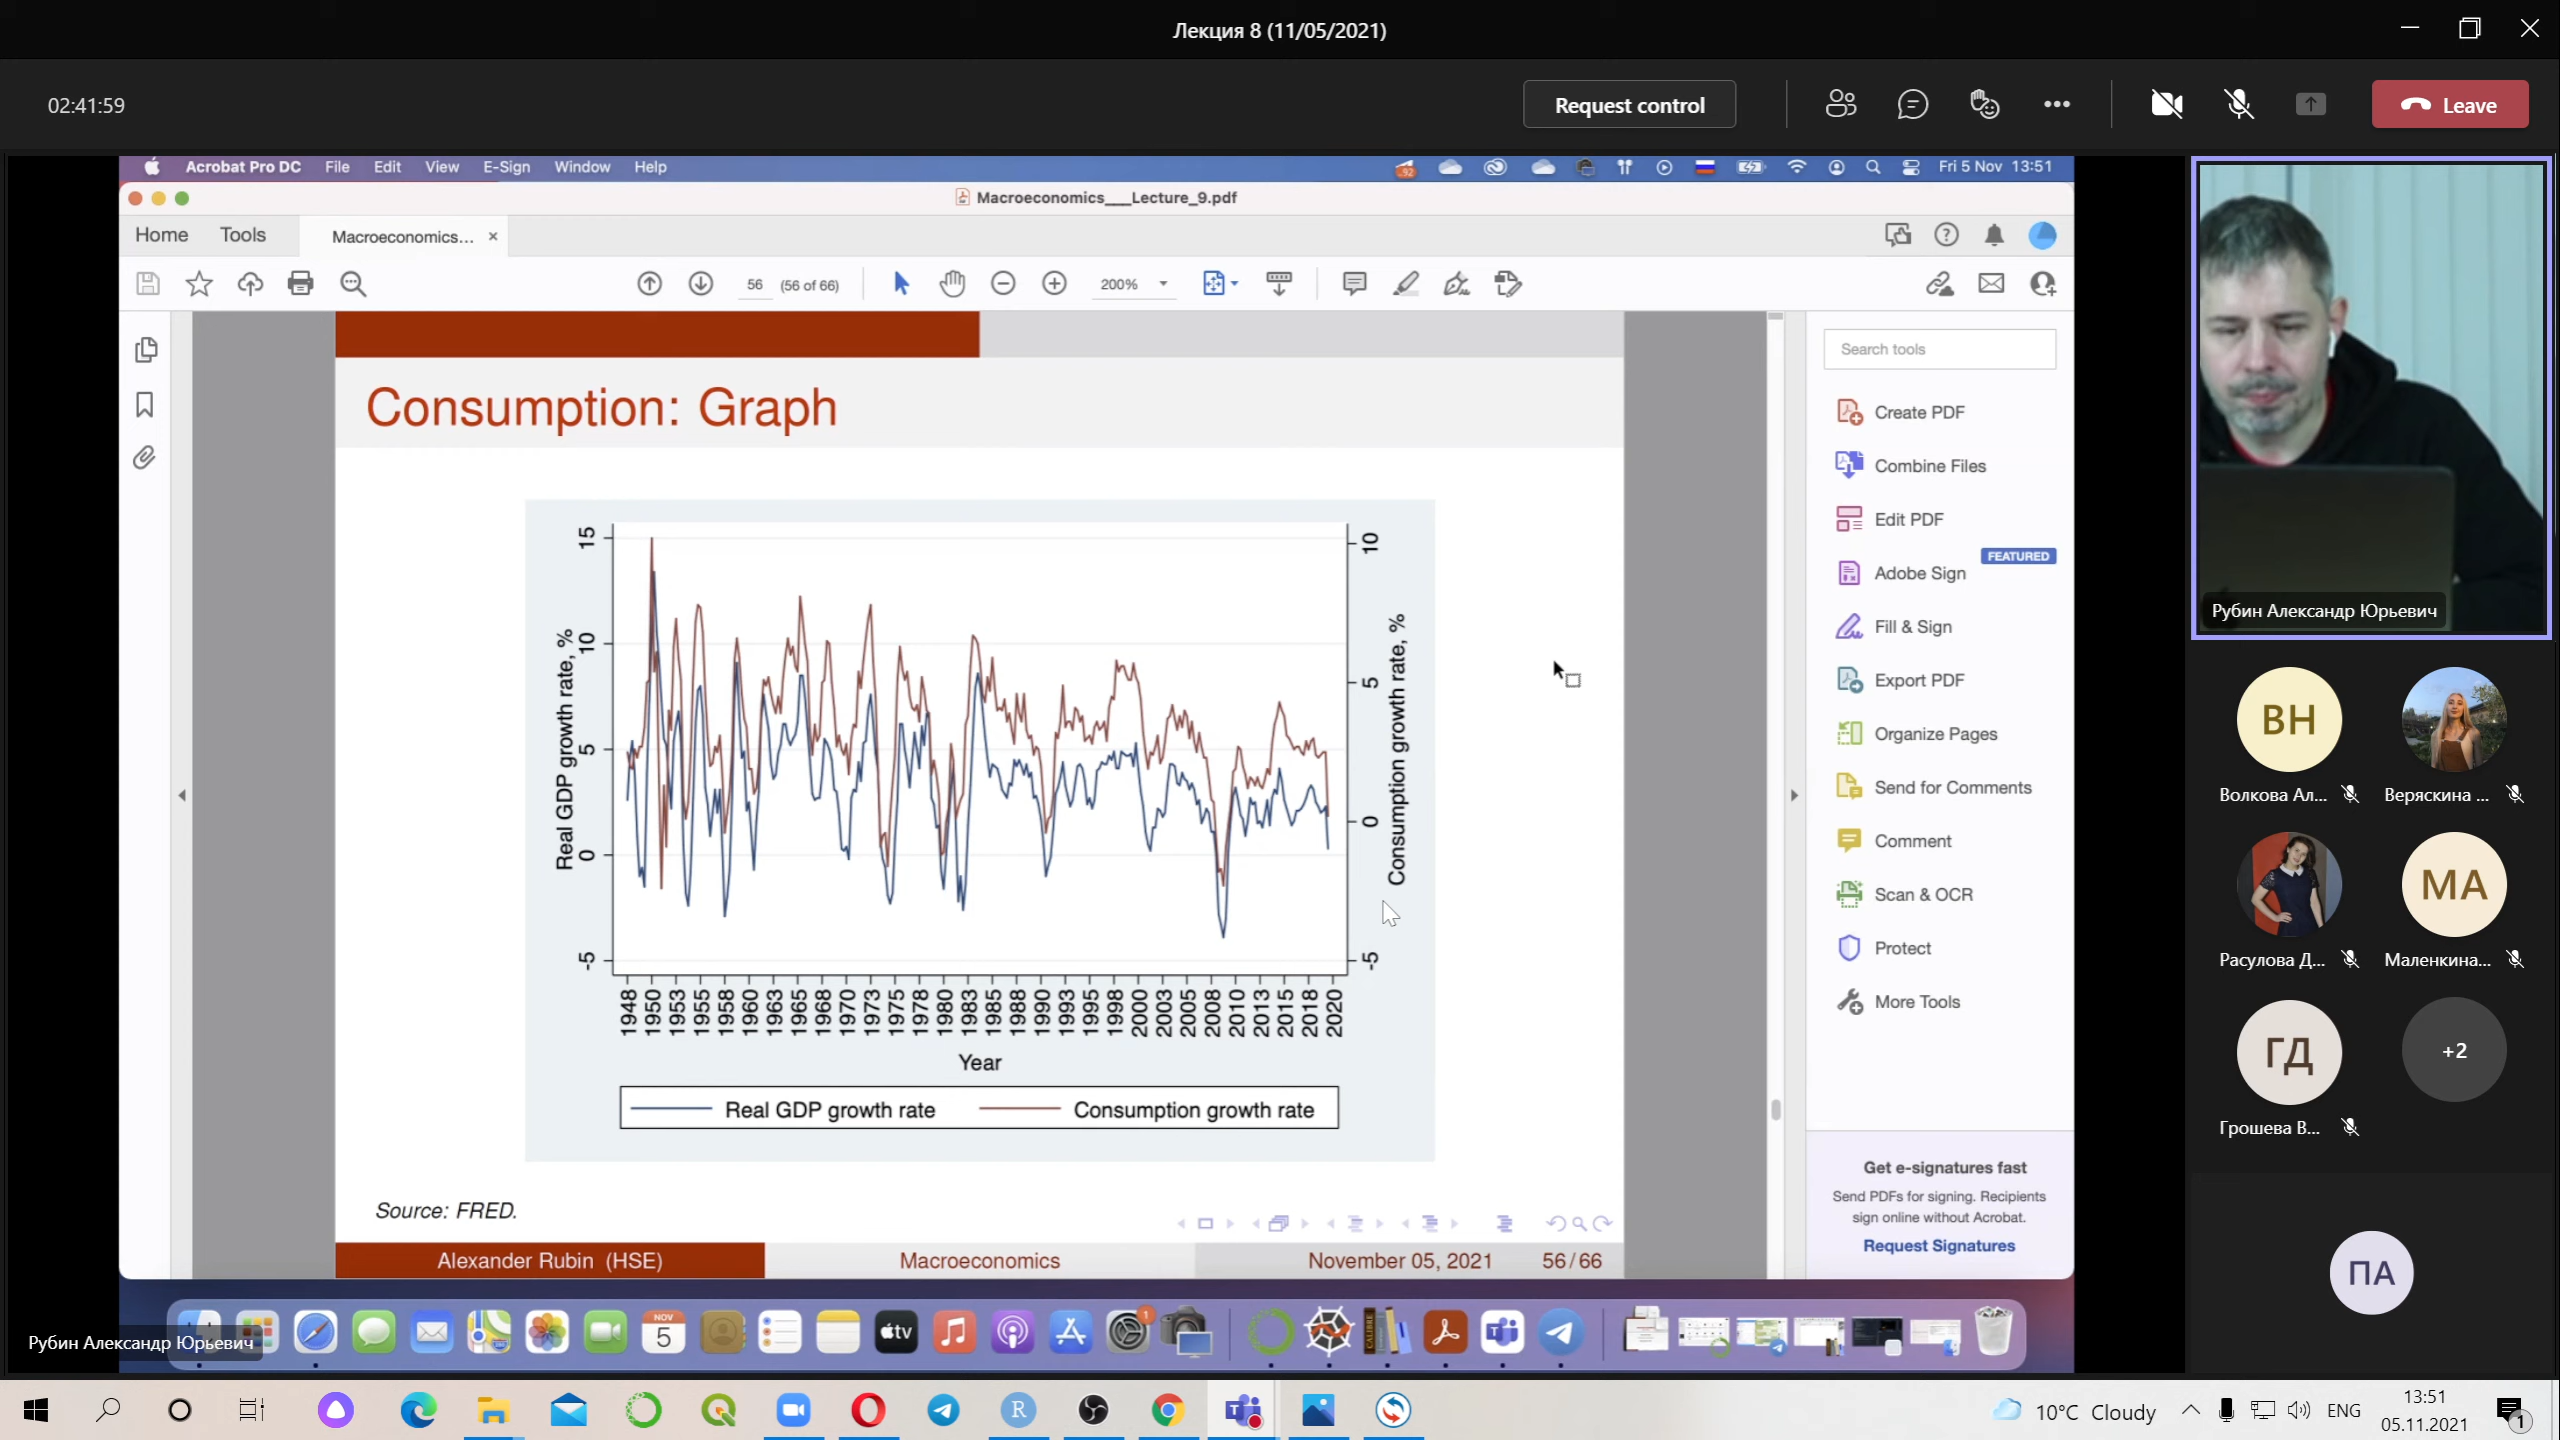 Лекция 8 (11/05/2021)
02:41:59
Request control
Leave
Acrobat Pro DC File Edit View E-Sign Window Help
Fri 5 Nov 13:51
Macroeconomics___Lecture_9.pdf
Home Tools Macroeconomics...
56 (56 of 66) 200%
Search tools
Create PDF
Combine Files
Edit PDF
FEATURED
Adobe Sign
Fill & Sign
Export PDF
Organize Pages
Send for Comments
Comment
Scan & OCR
Protect
More Tools
Get e-signatures fast
Send PDFs for signing. Recipients
sign online without Acrobat.
Request Signatures
Consumption: Graph
Real GDP growth rate, %
15
10
5
0
-5
10
5
0
-5
Consumption growth rate, %
1948 1950 1953 1955 1958 1960 1963 1965 1968 1970 1973 1975 1978 1980 1983 1985 1988 1990 1993 1995 1998 2000 2003 2005 2008 2010 2013 2015 2018 2020
Year
Real GDP growth rate Consumption growth rate
Source: FRED.
Alexander Rubin (HSE) Macroeconomics November 05, 2021 56/66
Рубин Александр Юрьевич
ВН
Волкова Ал... Веряскина ...
МА
Расулова Д... Маленкина...
ГД +2
Грошева В...
ПА
Рубин Александр Юрьевич
NOV
5
tv
1
10°C Cloudy
ENG
13:51
05.11.2021
1